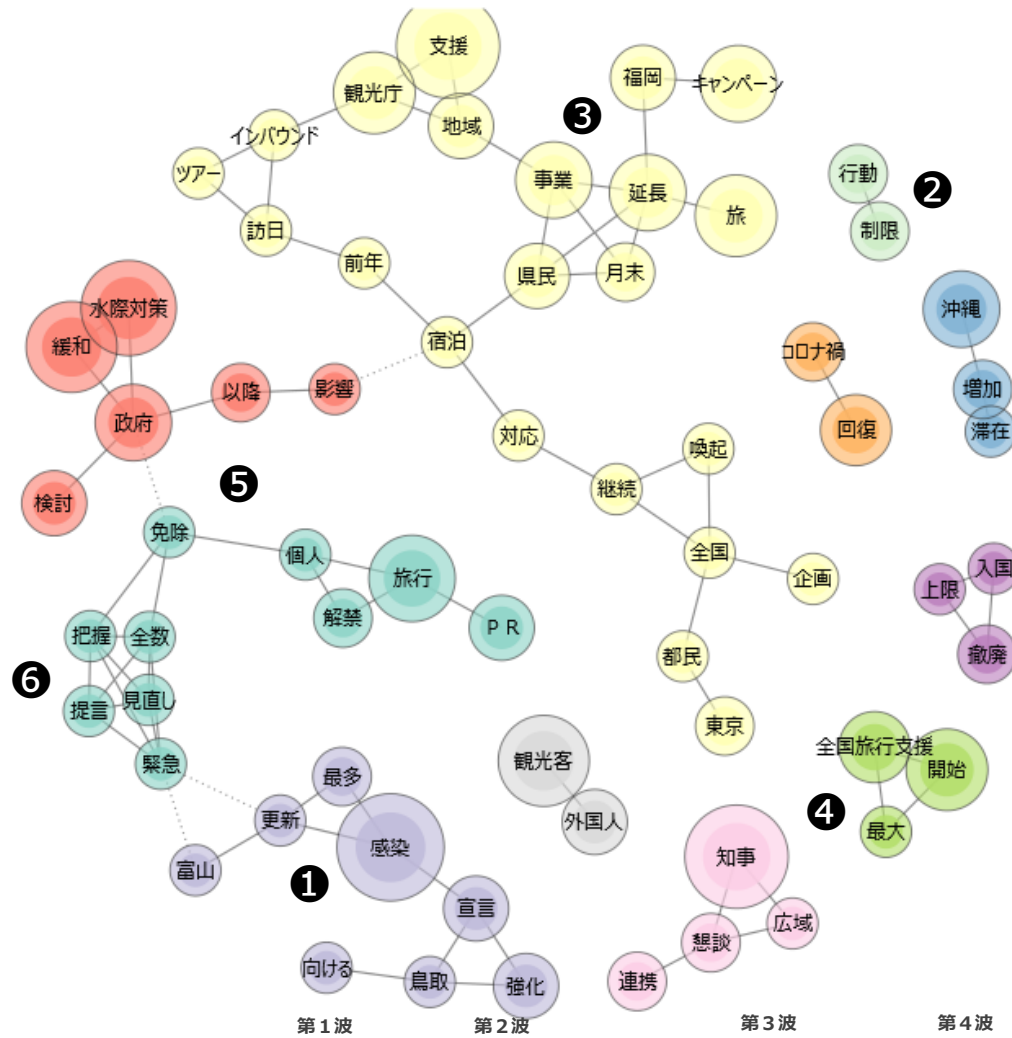 支援
福岡
キャンペーン
観光庁
地域
❸
インバウンド
ツアー
事業
延長
行動
❷
旅
訪日
制限
前年
県民
月末
水際対策
沖縄
緩和
宿泊
コロナ禍
以降
影響
増加
政府
対応
回復
滞在
喚起
❺
継続
検討
免除
個人
全国
旅行
企画
入国
上限
解禁
PR
把握
全数
都民
撤廃
❻
見直し
提言
東京
緊急
全国旅行支援
観光客
開始
最多
更新
外国人
❹
最大
感染
知事
富山
❶
宣言
広域
懇談
向ける
鳥取
強化
連携
第1波
第2波
第3波
第4波